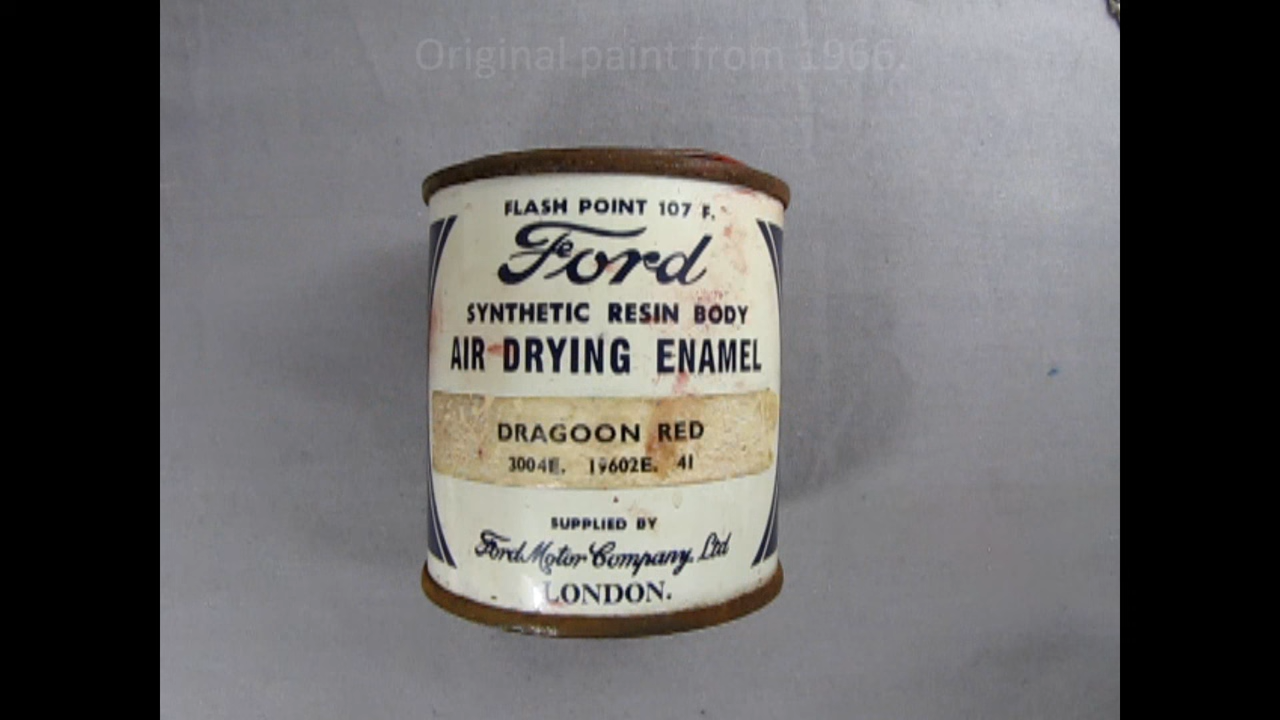 Original paint from 1966.
FLASH POINT 107 F.
Ford
SYNTHETIC RESIN BODY
AIR DRYING ENAMEL
DRAGOON RED
3004E. 19602E. 41
SUPPLIED BY
Ford Motor Company, Ltd
LONDON.